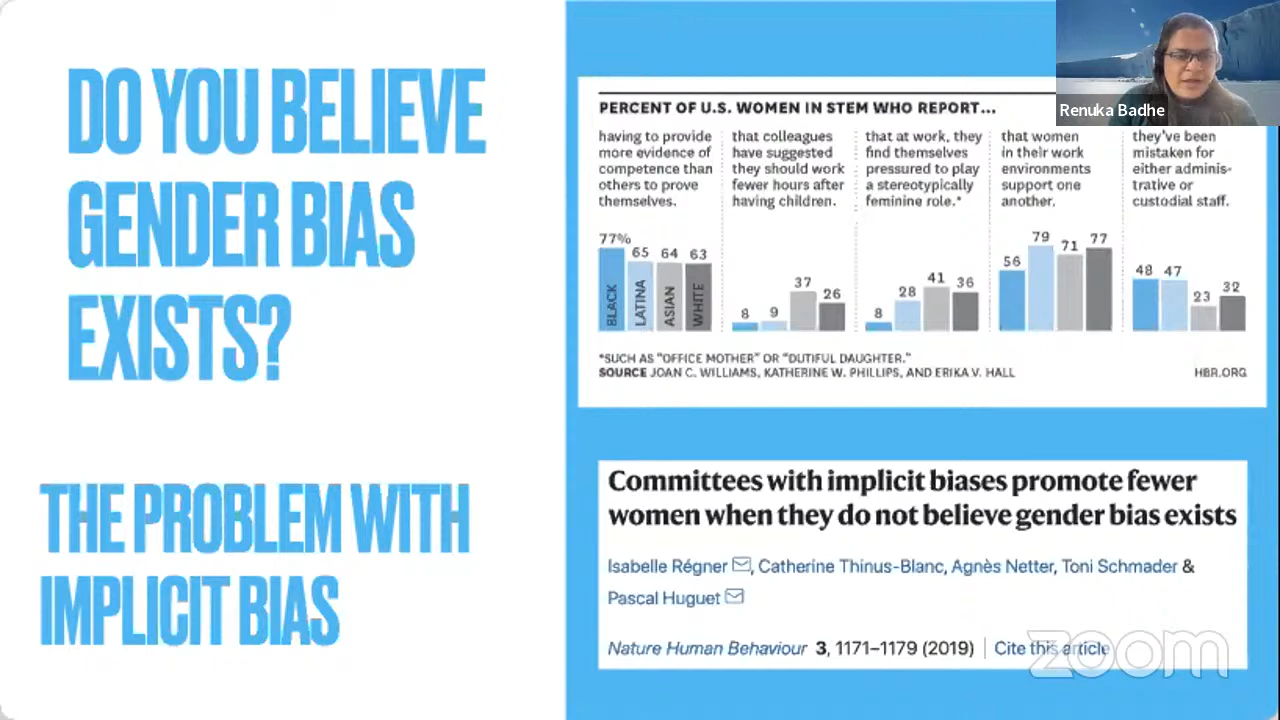 DO YOU BELIEVE
GENDER BIAS
EXISTS?
THE PROBLEM WITH
IMPLICIT BIAS
Renuka Badhe
PERCENT OF U.S. WOMEN IN STEM WHO REPORT...
having to provide
more evidence of
competence than
others to prove
themselves.
that colleagues
have suggested
they should work
fewer hours after
having children.
that at work, they
find themselves
pressured to play
a stereotypically
feminine role.*
that women
in their work
environments
support one
another.
they've been
mistaken for
either adminis-
trative or
custodial staff.
77% 65 64 63
BLACK
LATINA
ASIAN
WHITE
8 9 37 26
8 28 41 36
56 79 71 77
48 47 23 32
*SUCH AS "OFFICE MOTHER" OR "DUTIFUL DAUGHTER."
SOURCE JOAN C. WILLIAMS, KATHERINE W. PHILLIPS, AND ERIKA V. HALL
HBR.ORG
Committees with implicit biases promote fewer
women when they do not believe gender bias exists
Isabelle Régner, Catherine Thinus-Blanc, Agnès Netter, Toni Schmader &
Pascal Huguet
Nature Human Behaviour 3, 1171–1179 (2019) | Cite this article
zoom